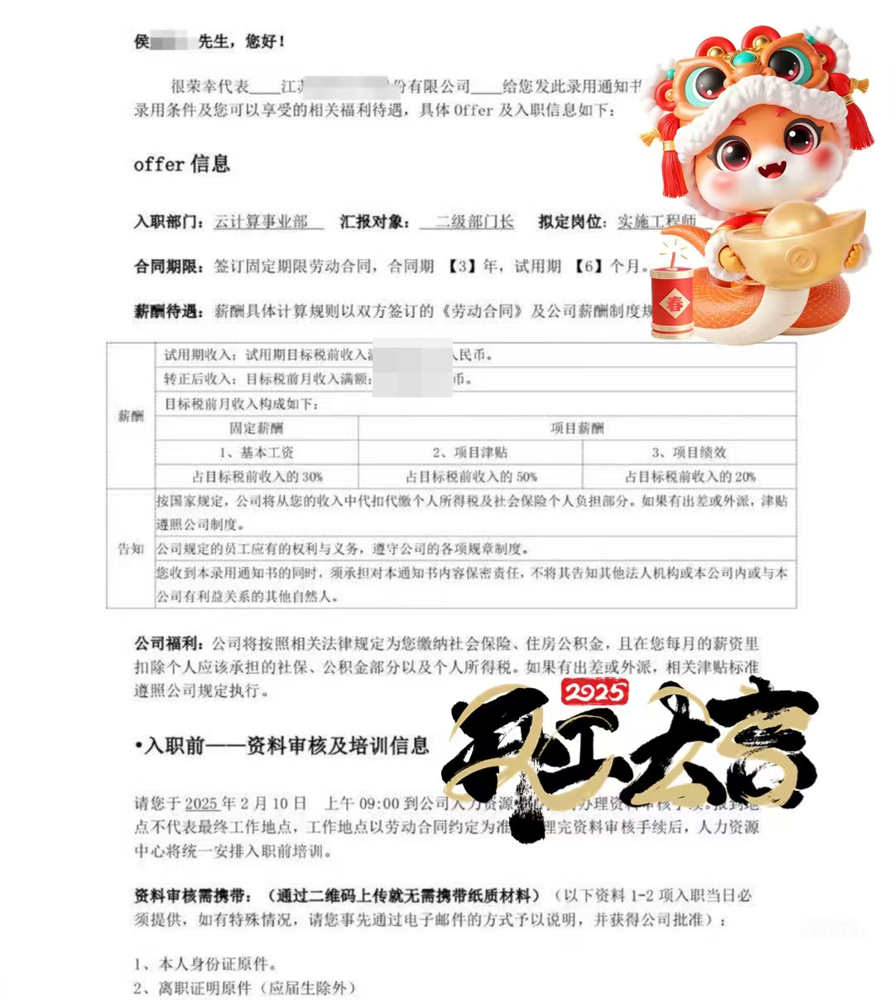 侯 先生，您好！
很荣幸代表 江 份有限公司 给您发此录用通知书
录用条件及您可以享受的相关福利待遇，具体 Offer 及入职信息如下：
offer 信息
入职部门：云计算事业部 汇报对象： 二级部门长 拟定岗位：实施工程师
合同期限：签订固定期限劳动合同，合同期 【3】年，试用期 【6】个月。
薪酬待遇：薪酬具体计算规则以双方签订的《劳动合同》及公司薪酬制度
春
薪酬
试用期收入：试用期目标税前收入 人民币。
转正后收入：目标税前月收入满额： 币。
目标税前月收入构成如下：
固定薪酬 项目薪酬
1、基本工资 2、项目津贴 3、项目绩效
占目标税前收入的 30% 占目标税前收入的 50% 占目标税前收入的 20%
告知
按国家规定，公司将从您的收入中代扣代缴个人所得税及社会保险个人负担部分。如果有出差或外派，津贴
遵照公司制度。
公司规定的员工应有的权利与义务，遵守公司的各项规章制度。
您收到本录用通知书的同时，须承担对本通知书内容保密责任，不将其告知其他法人机构或本公司内或与本
公司有利益关系的其他自然人。
公司福利：公司将按照相关法律规定为您缴纳社会保险、住房公积金，且在您每月的薪资里
扣除个人应该承担的社保、公积金部分以及个人所得税。如果有出差或外派，相关津贴标准
遵照公司规定执行。
2025
开工大吉
•入职前——资料审核及培训信息
请您于 2025 年 2 月 10 日 上午 09:00 到公司人力资源 办理资料审核手续。报到地
点不代表最终工作地点，工作地点以劳动合同约定为准 理完资料审核手续后，人力资源
中心将统一安排入职前培训。
资料审核需携带：（通过二维码上传就无需携带纸质材料）（以下资料 1-2 项入职当日必
须提供，如有特殊情况，请您事先通过电子邮件的方式予以说明，并获得公司批准）：
1、本人身份证原件。
2、离职证明原件（应届生除外）